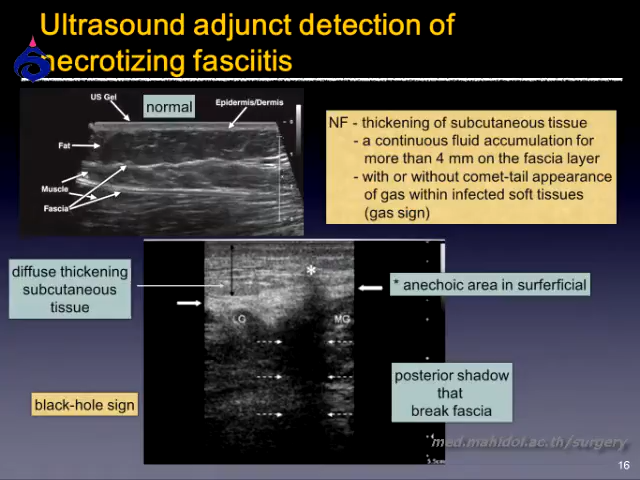 Ultrasound adjunct detection of
necrotizing fasciitis
US Gel
normal
Epidermis/Dermis
Fat
Muscle
Fascia
NF - thickening of subcutaneous tissue
- a continuous fluid accumulation for
more than 4 mm on the fascia layer
- with or without comet-tail appearance
of gas within infected soft tissues
(gas sign)
diffuse thickening
subcutaneous
tissue
*
* anechoic area in surferficial
MG
posterior shadow
that
break fascia
black-hole sign
med.mahidol.ac.th/surgery
16